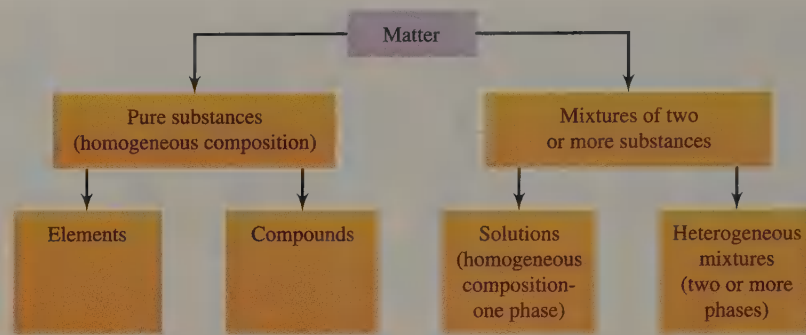 Matter
Pure substances
(homogeneous composition)
Mixtures of two
or more substances
Elements
Compounds
Solutions
(homogeneous
composition-
one phase)
Heterogeneous
mixtures
(two or more
phases)